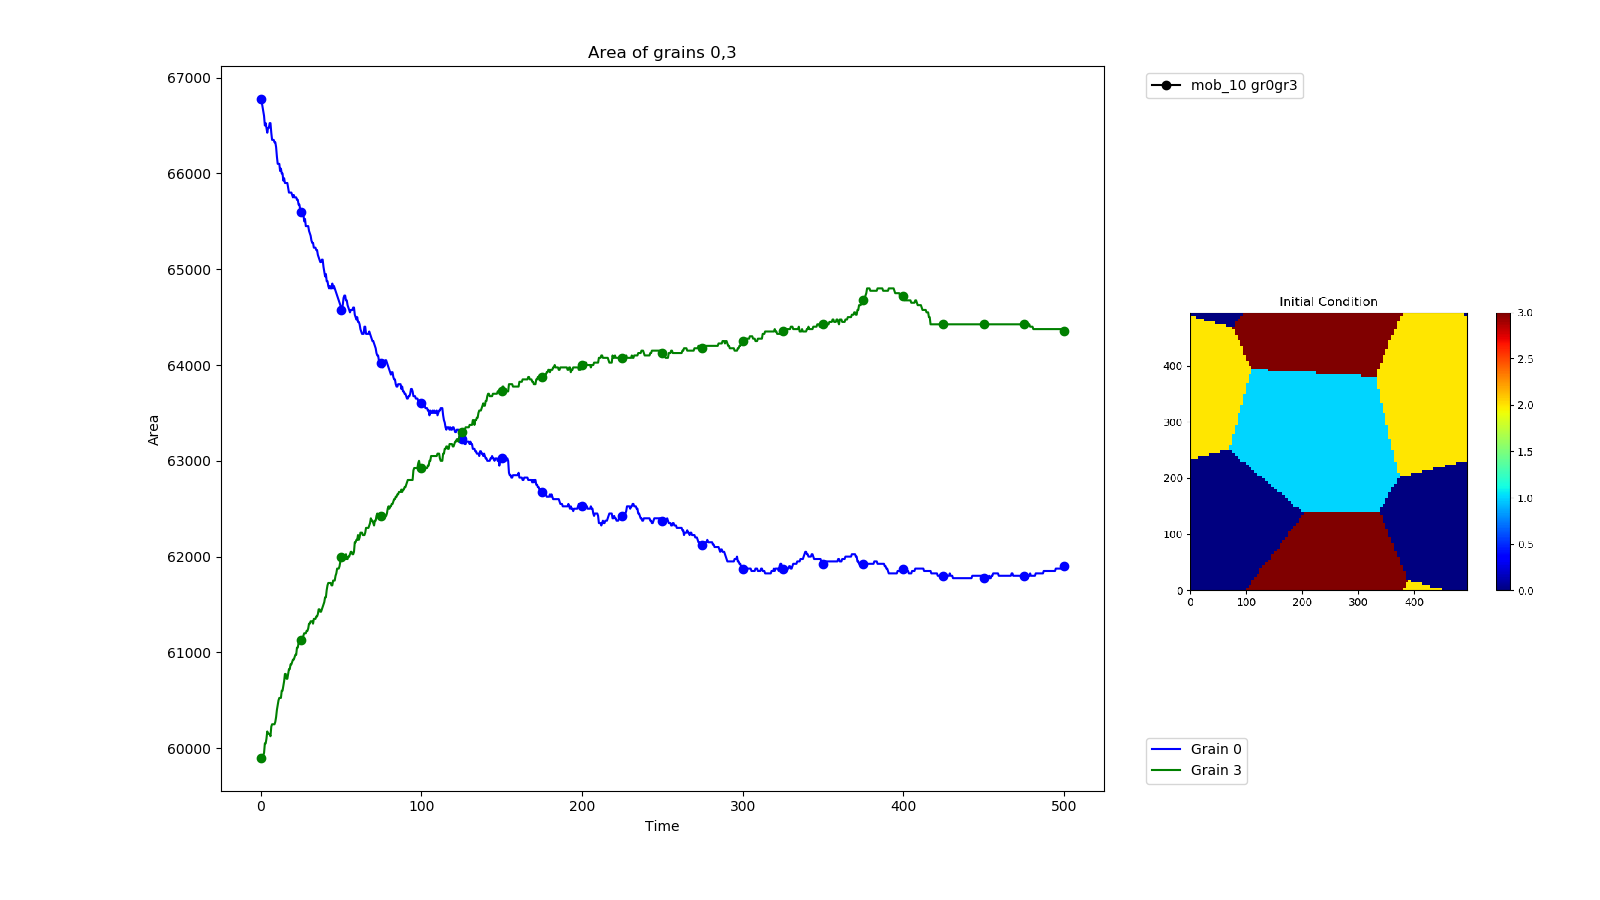 Area of grains 0,3
67000
66000
65000
64000
63000
62000
61000
60000
Area
0 100 200 300 400 500
Time
mob_10 gr0gr3
Initial Condition
400
300
200
100
0
0 100 200 300 400
3.0
2.5
2.0
1.5
1.0
0.5
0.0
Grain 0
Grain 3